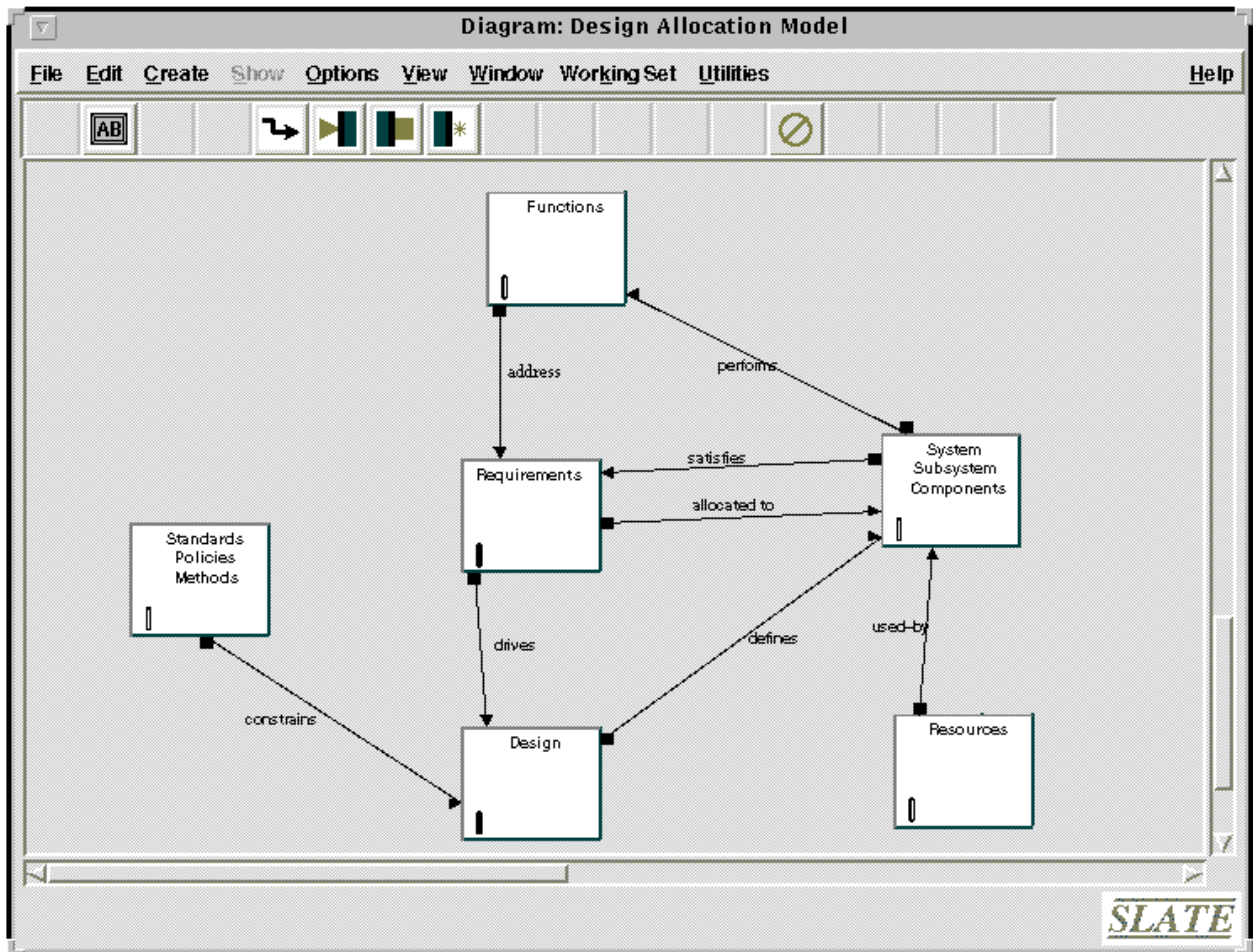 Diagram: Design Allocation Model
File Edit Create Show Options View Window Working Set Utilities Help
AB
Functions
address
performs
System
Subsystem
Components
satisfies
Requirements
allocated to
Standards
Policies
Methods
used-by
defines
drives
constrains
Resources
Design
SLATE